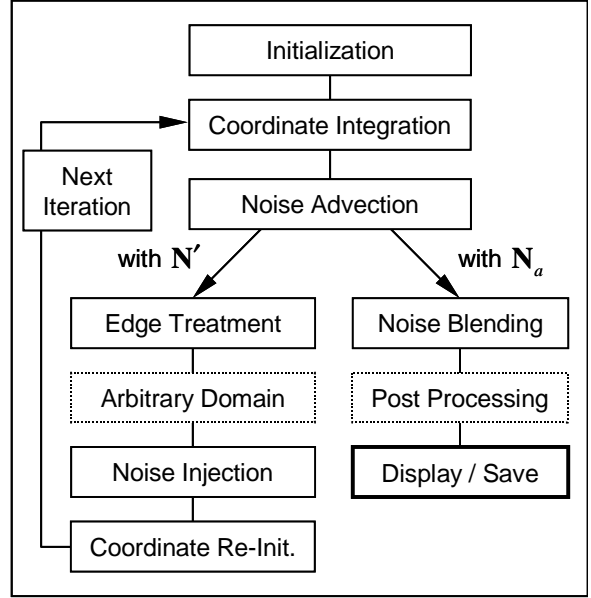 Initialization
Coordinate Integration
Next
Iteration
Noise Advection
with N′
with Nₐ
Edge Treatment
Noise Blending
Arbitrary Domain
Post Processing
Noise Injection
Display / Save
Coordinate Re-Init.